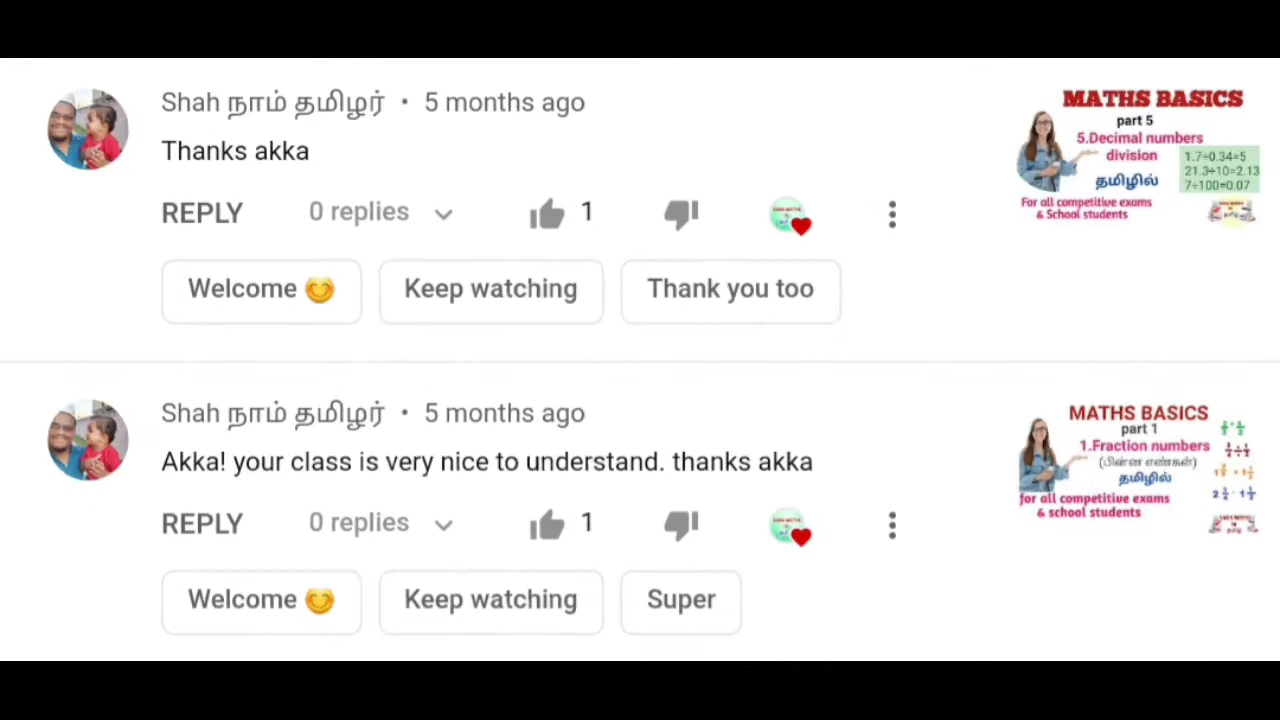 Shah நாம் தமிழர் • 5 months ago
Thanks akka
REPLY 0 replies 1
Welcome 😊 Keep watching Thank you too
MATHS BASICS
part 5
5.Decimal numbers
division
தமிழில்
1.7÷0.34=5
21.3÷10=2.13
7÷100=0.07
For all competitive exams
& School students
Shah நாம் தமிழர் • 5 months ago
Akka! your class is very nice to understand. thanks akka
REPLY 0 replies 1
Welcome 😊 Keep watching Super
MATHS BASICS
part 1
1.Fraction numbers
(பின்ன எண்கள்)
தமிழில்
for all competitive exams
& school students